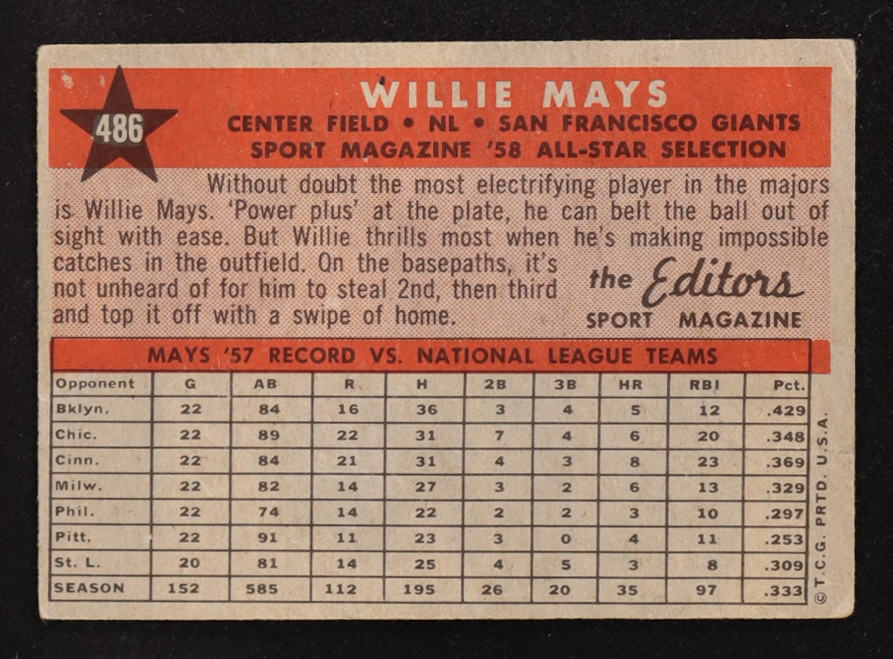 WILLIE MAYS
486
CENTER FIELD • NL • SAN FRANCISCO GIANTS
SPORT MAGAZINE '58 ALL-STAR SELECTION
Without doubt the most electrifying player in the majors
is Willie Mays. 'Power plus' at the plate, he can belt the ball out of
sight with ease. But Willie thrills most when he's making impossible
catches in the outfield. On the basepaths, it's
not unheard of for him to steal 2nd, then third
and top it off with a swipe of home.
the Editors
SPORT MAGAZINE
MAYS '57 RECORD VS. NATIONAL LEAGUE TEAMS
Opponent G AB R H 2B 3B HR RBI Pct.
Bklyn. 22 84 16 36 3 4 5 12 .429
Chic. 22 89 22 31 7 4 6 20 .348
Cinn. 22 84 21 31 4 3 8 23 .369
Milw. 22 82 14 27 3 2 6 13 .329
Phil. 22 74 14 22 2 2 3 10 .297
Pitt. 22 91 11 23 3 0 4 11 .253
St. L. 20 81 14 25 4 5 3 8 .309
SEASON 152 585 112 195 26 20 35 97 .333
© T.C.G. PRTD. U.S.A.